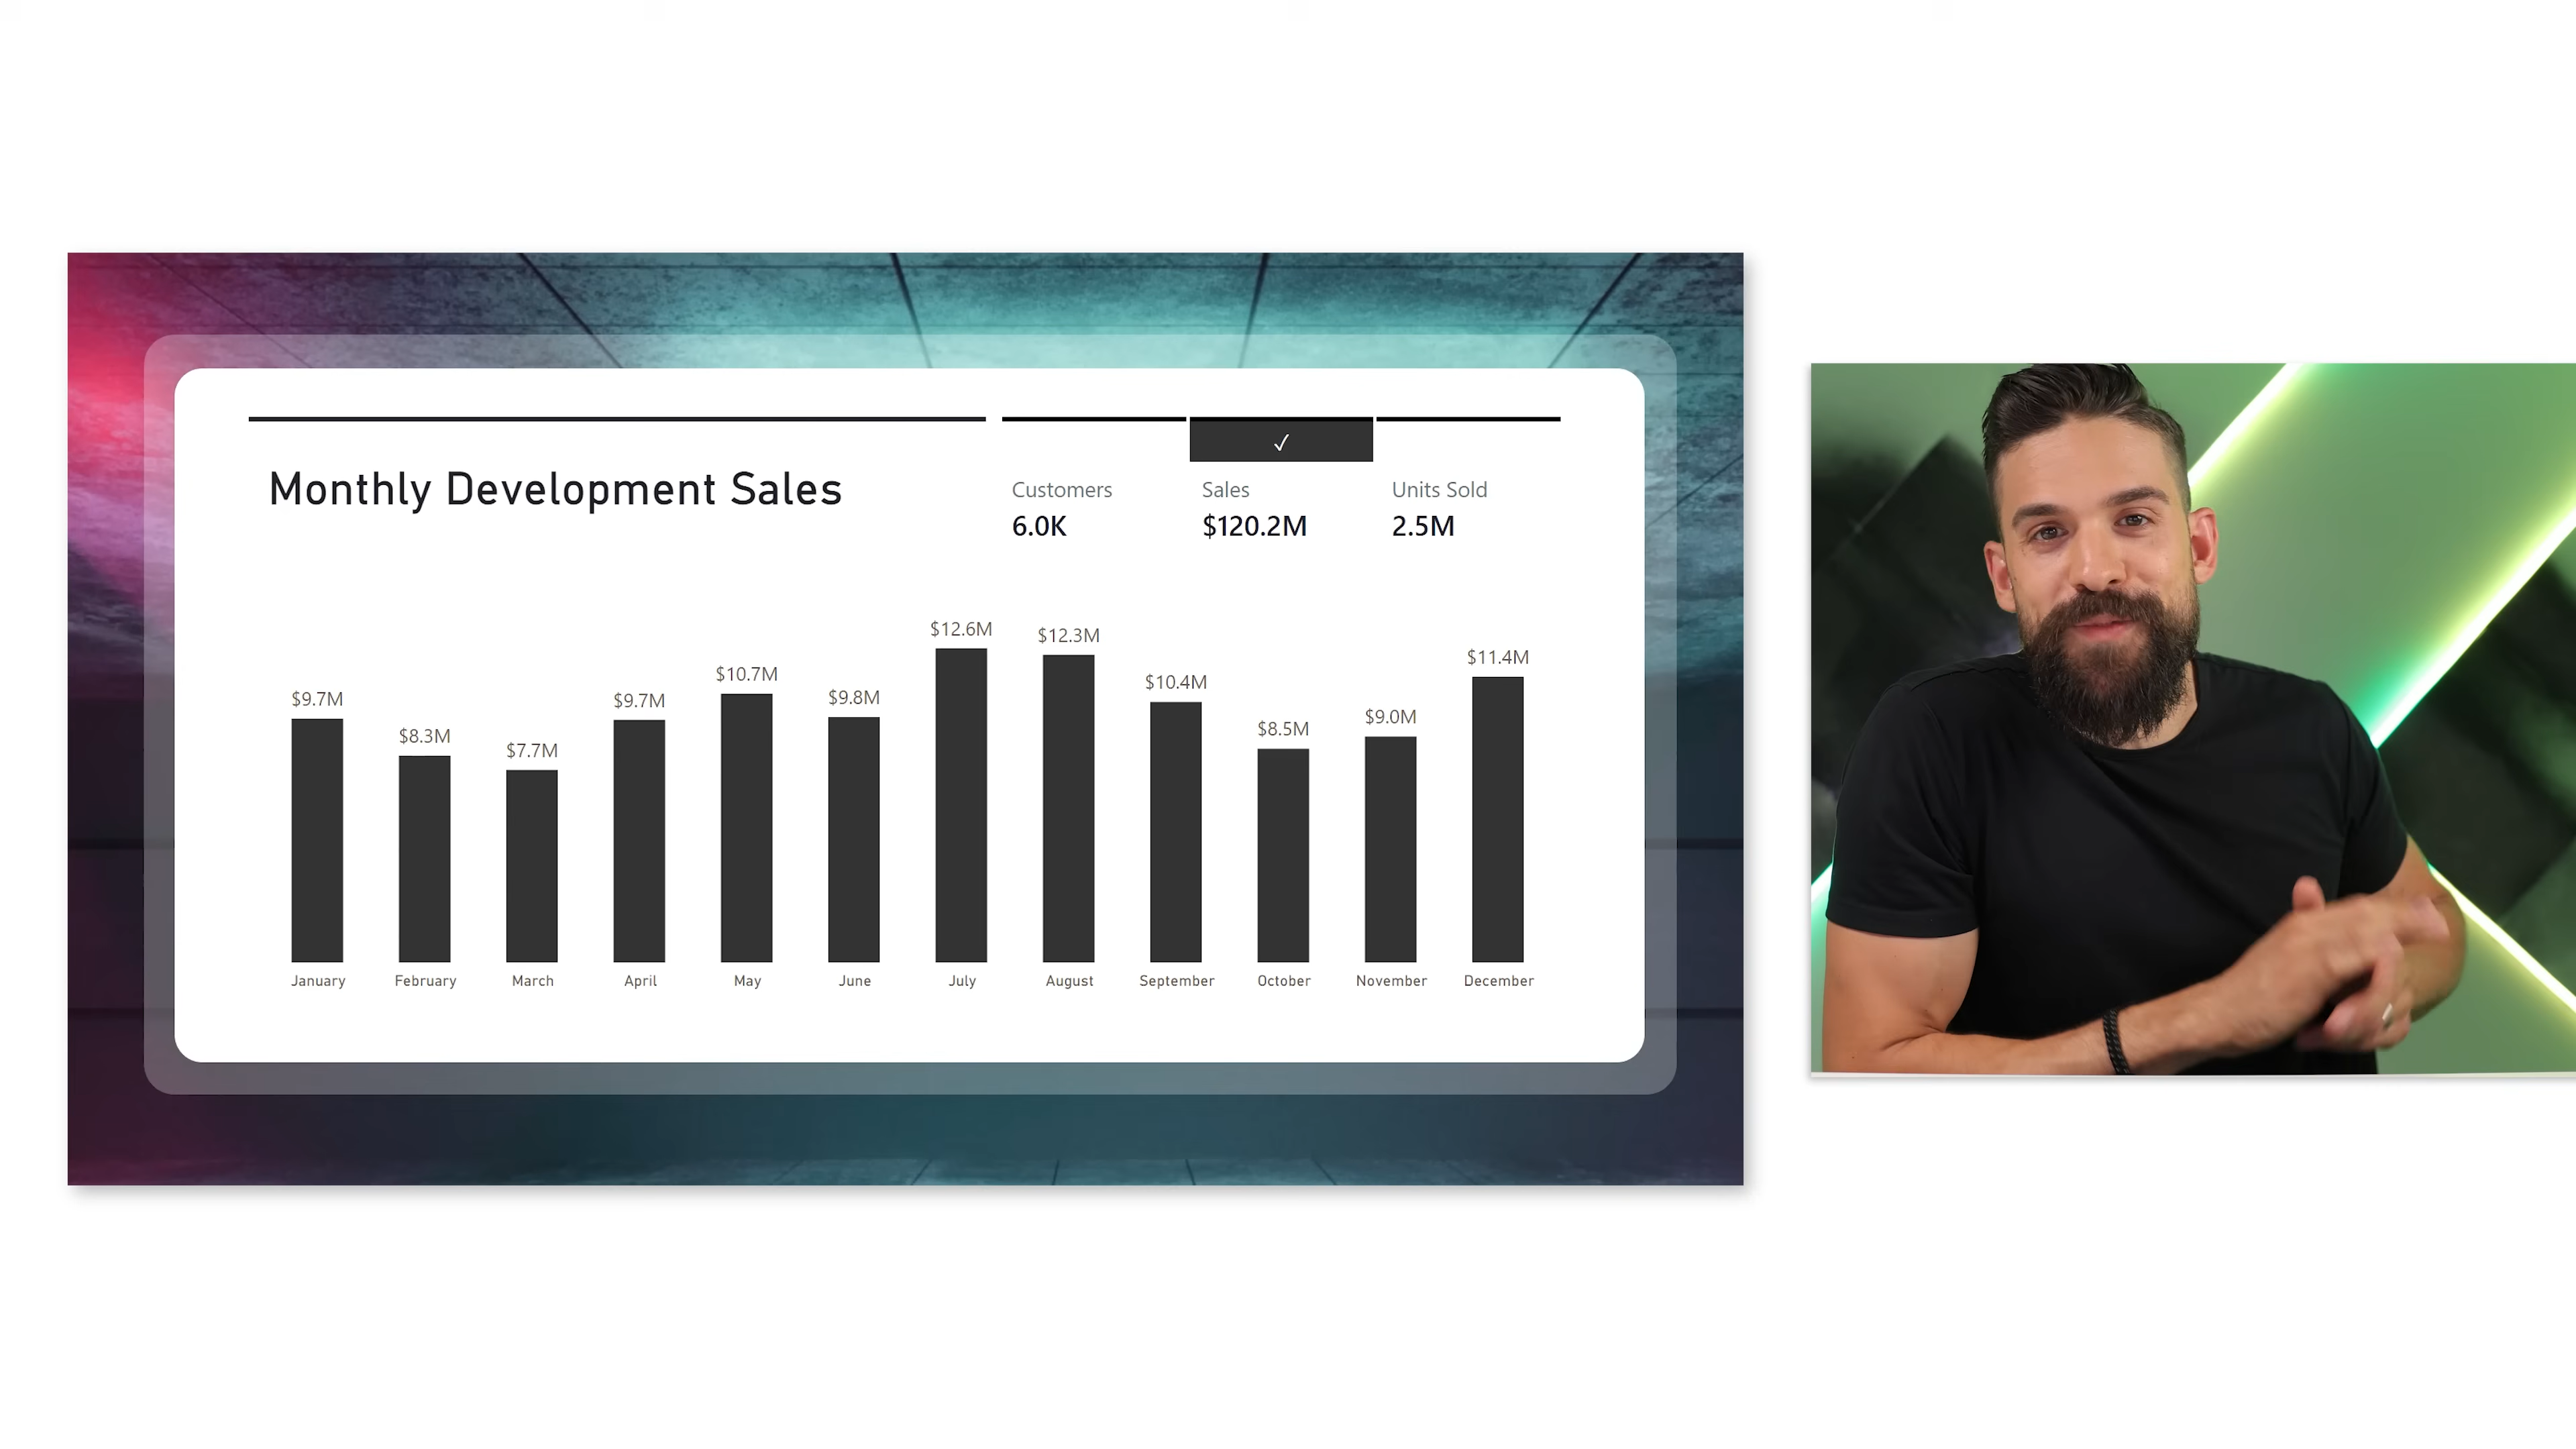 ✓
Monthly Development Sales
Customers Sales Units Sold
6.0K $120.2M 2.5M
$9.7M $8.3M $7.7M $9.7M $10.7M $9.8M $12.6M $12.3M $10.4M $8.5M $9.0M $11.4M
January February March April May June July August September October November December